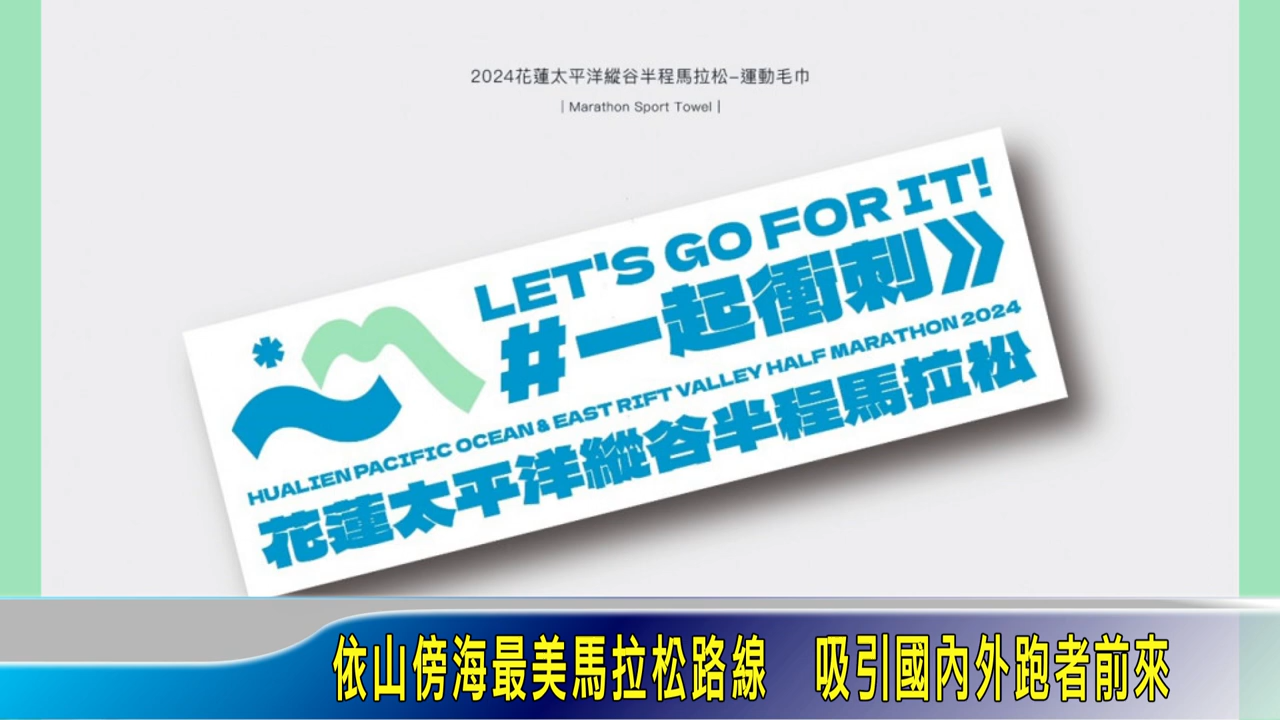 2024花蓮太平洋縱谷半程馬拉松–運動毛巾
| Marathon Sport Towel |
LET'S GO FOR IT!
#一起衝刺》
HUALIEN PACIFIC OCEAN & EAST RIFT VALLEY HALF MARATHON 2024
花蓮太平洋縱谷半程馬拉松
依山傍海最美馬拉松路線　吸引國內外跑者前來